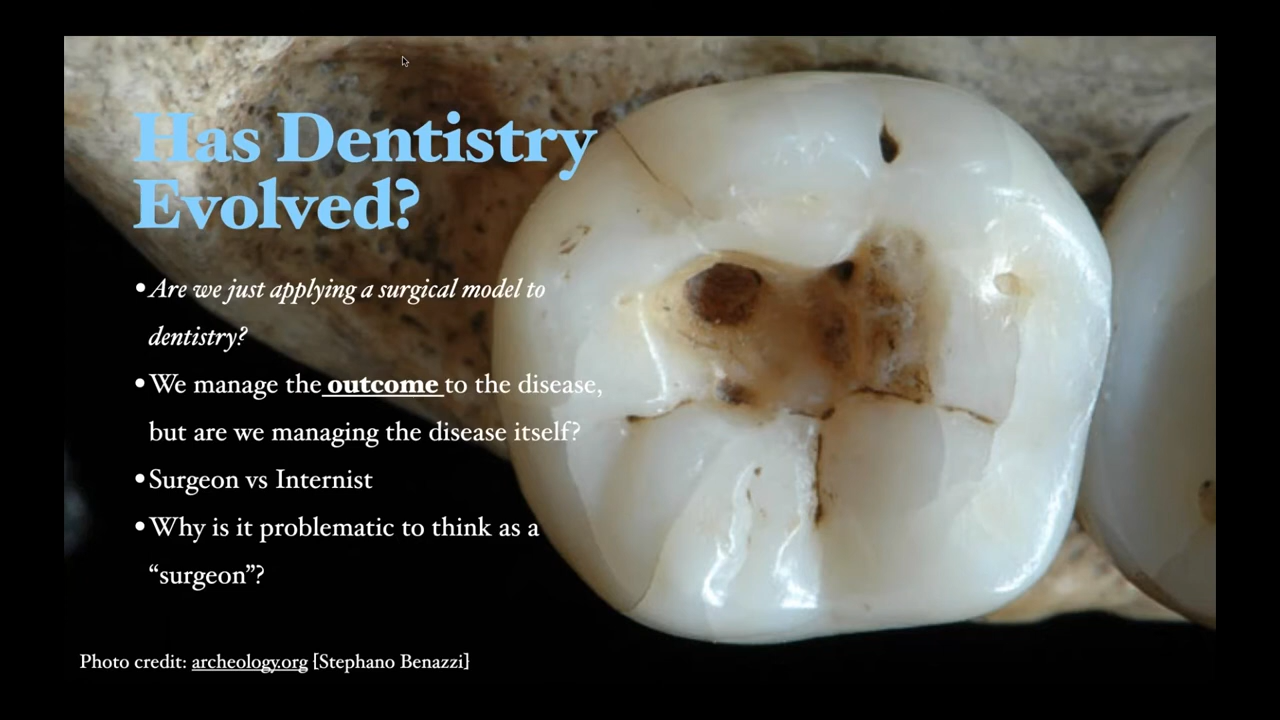 Has Dentistry
Evolved?
•Are we just applying a surgical model to
dentistry?
•We manage the outcome to the disease,
but are we managing the disease itself?
•Surgeon vs Internist
•Why is it problematic to think as a
“surgeon”?
Photo credit: archeology.org [Stephano Benazzi]